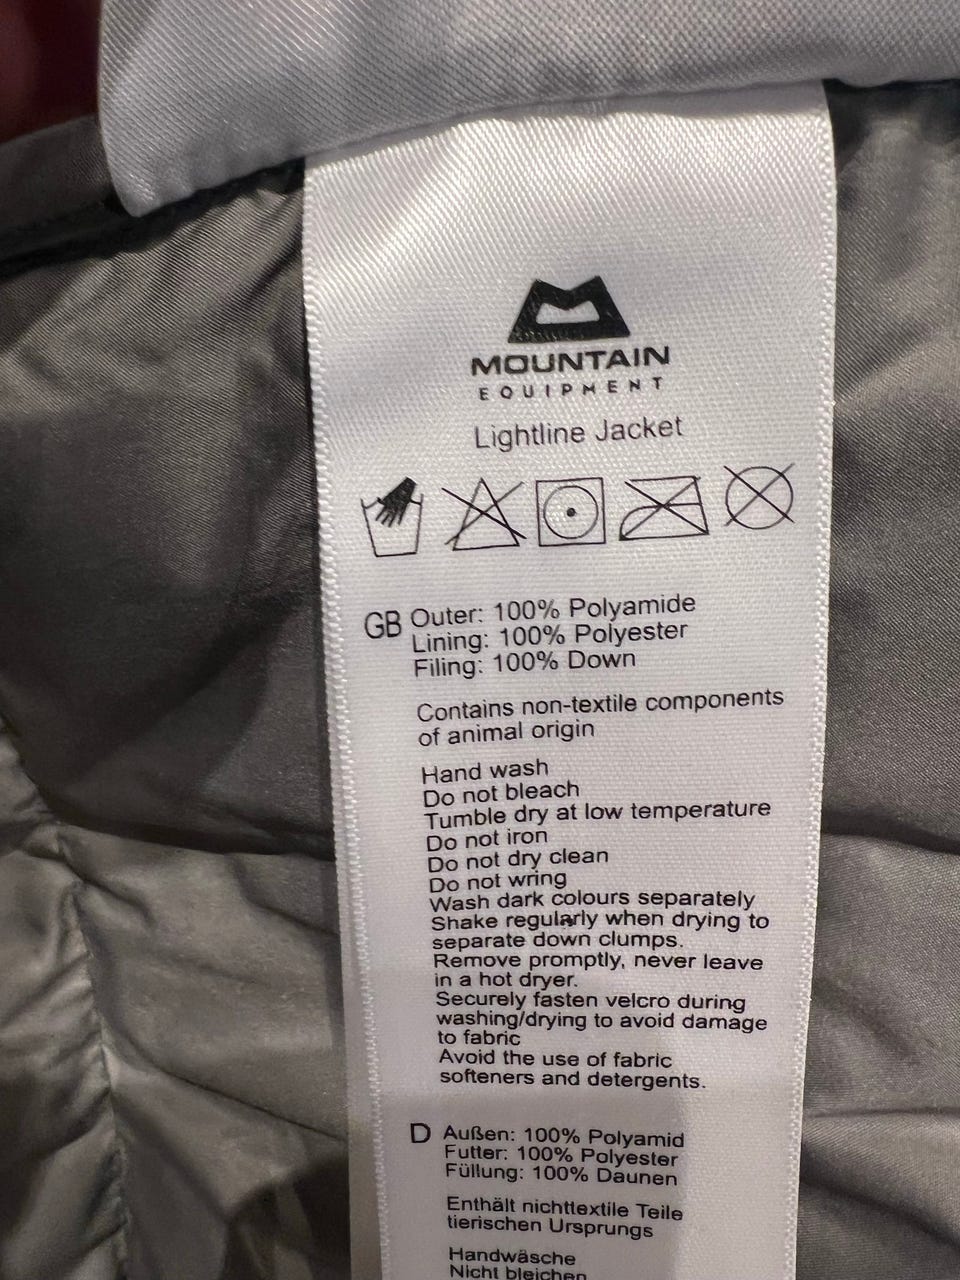 MOUNTAIN
EQUIPMENT
Lightline Jacket
GB Outer: 100% Polyamide
Lining: 100% Polyester
Filing: 100% Down
Contains non-textile components
of animal origin
Hand wash
Do not bleach
Tumble dry at low temperature
Do not iron
Do not dry clean
Do not wring
Wash dark colours separately
Shake regularly when drying to
separate down clumps.
Remove promptly, never leave
in a hot dryer.
Securely fasten velcro during
washing/drying to avoid damage
to fabric
Avoid the use of fabric
softeners and detergents.
D Außen: 100% Polyamid
Futter: 100% Polyester
Füllung: 100% Daunen
Enthält nichttextile Teile
tierischen Ursprungs
Handwäsche
Nicht bleichen